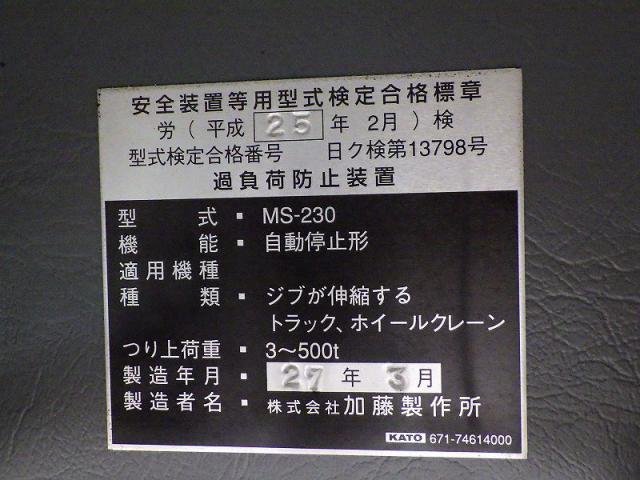 安全装置等用型式検定合格標章
労（平成 25 年 2月）検
型式検定合格番号 日ク検第13798号
過負荷防止装置
型式・MS-230
機能・自動停止形
適用機種
種類・ジブが伸縮する
トラック、ホイールクレーン
つり上荷重・3〜500t
製造年月・27年3月
製造者名・株式会社加藤製作所
KATO 671-74614000